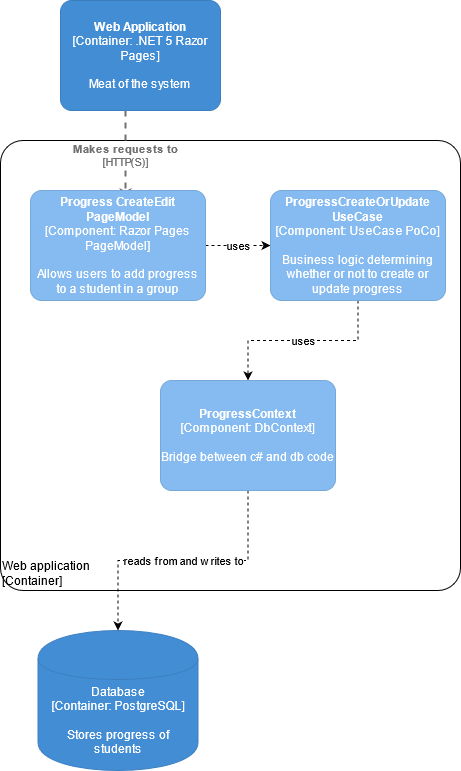 Web Application
[Container: .NET 5 Razor
Pages]
Meat of the system
Makes requests to
[HTTP(S)]
Progress CreateEdit
PageModel
[Component: Razor Pages
PageModel]
Allows users to add progress
to a student in a group
uses
ProgressCreateOrUpdate
UseCase
[Component: UseCase PoCo]
Business logic determining
whether or not to create or
update progress
uses
ProgressContext
[Component: DbContext]
Bridge between c# and db code
reads from and writes to
Web application
[Container]
Database
[Container: PostgreSQL]
Stores progress of
students